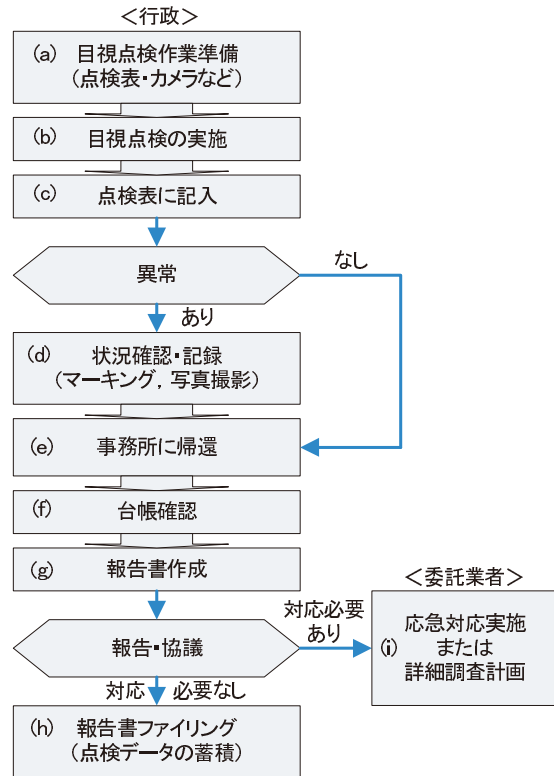 ＜行政＞
(a) 目視点検作業準備
(点検表・カメラなど)
(b) 目視点検の実施
(c) 点検表に記入
異常
なし
あり
(d) 状況確認・記録
(マーキング，写真撮影)
(e) 事務所に帰還
(f) 台帳確認
(g) 報告書作成
＜委託業者＞
対応必要
あり
報告・協議
応急対応実施
(i) または
詳細調査計画
対応 必要なし
(h) 報告書ファイリング
(点検データの蓄積)